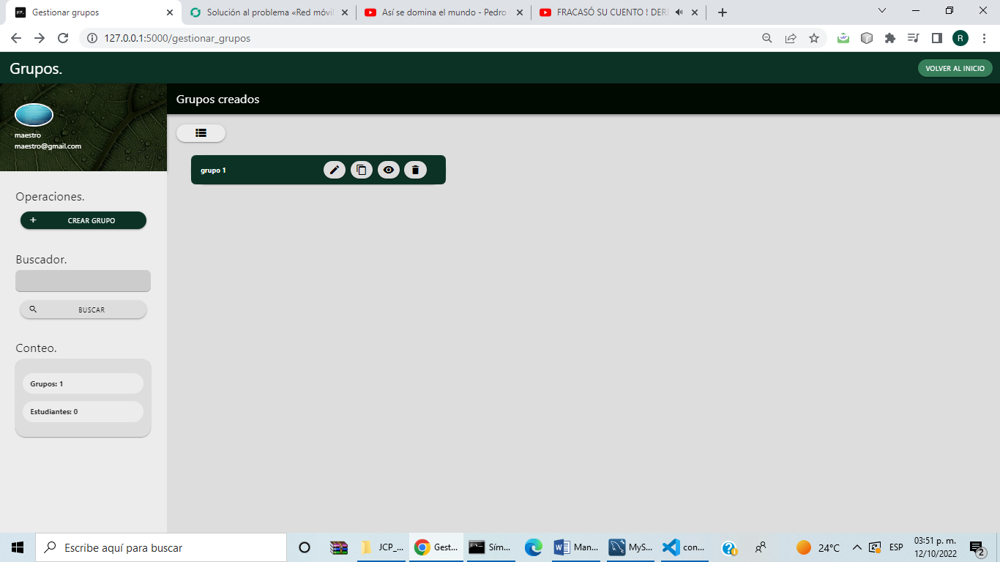 JCP_
Gestionar grupos
Solución al problema «Red móvil
Así se domina el mundo - Pedro
FRACASÓ SU CUENTO ! DERE
127.0.0.1:5000/gestionar_grupos
R
Grupos.
VOLVER AL INICIO
maestro
maestro@gmail.com
Grupos creados
grupo 1
Operaciones.
+ CREAR GRUPO
Buscador.
BUSCAR
Conteo.
Grupos: 1
Estudiantes: 0
Escribe aquí para buscar
JCP_...
Gest...
Sím...
Man...
MyS...
con...
24°C
ESP
03:51 p. m.
12/10/2022
2